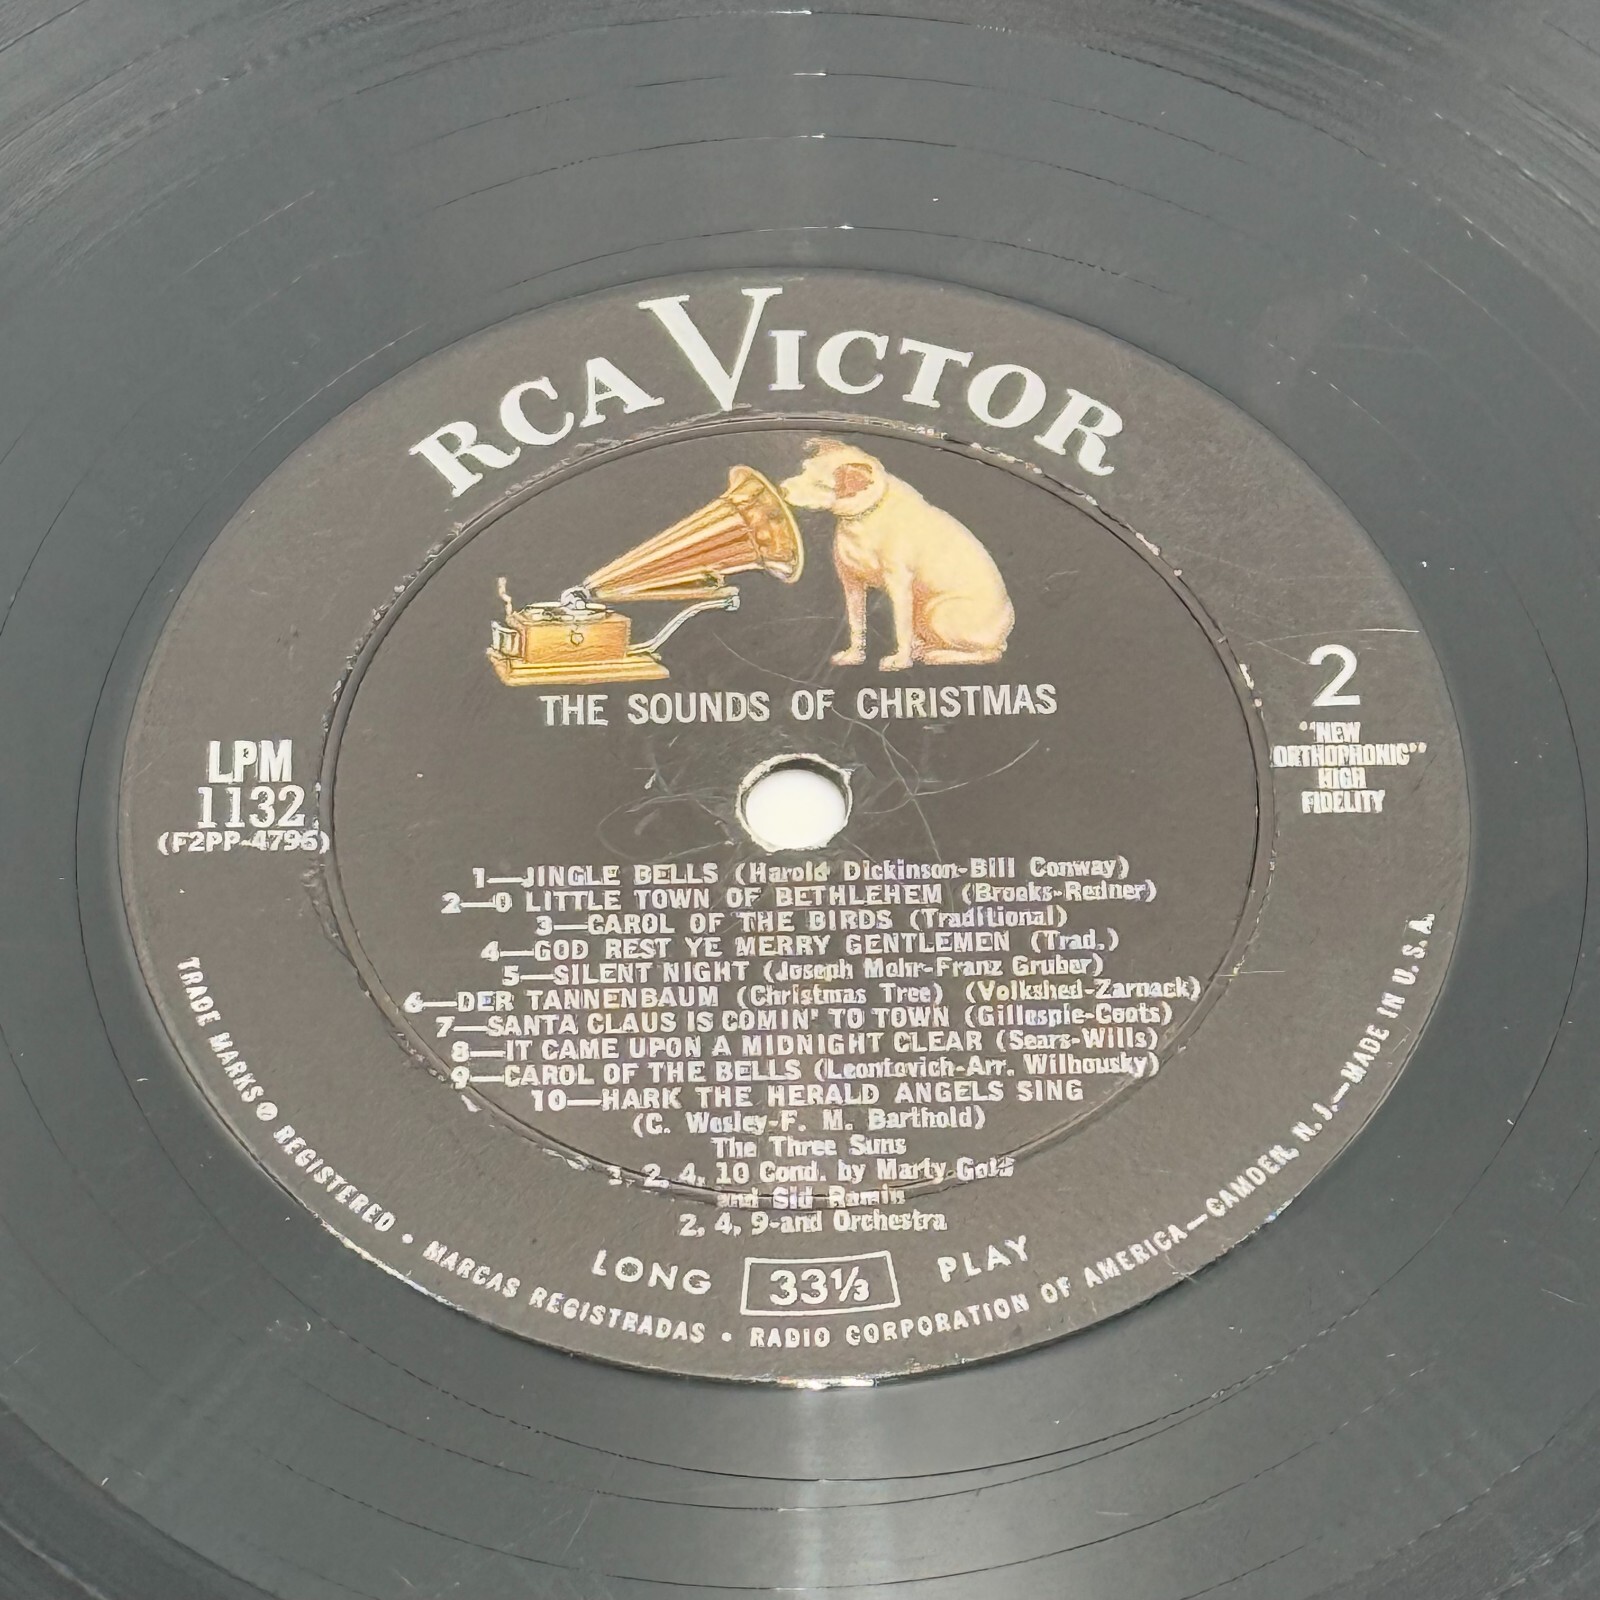 RCA VICTOR
THE SOUNDS OF CHRISTMAS
LPM
1132
(F2PP-4796)
2
"NEW
ORTHOPHONIC"
HIGH
FIDELITY
1—JINGLE BELLS (Harold Dickinson-Bill Conway)
2—O LITTLE TOWN OF BETHLEHEM (Brooks-Redner)
3—CAROL OF THE BIRDS (Traditional)
4—GOD REST YE MERRY GENTLEMEN (Trad.)
5—SILENT NIGHT (Joseph Mohr-Franz Gruber)
6—DER TANNENBAUM (Christmas Tree) (Volkslied-Zarnack)
7—SANTA CLAUS IS COMIN' TO TOWN (Gillespie-Coots)
8—IT CAME UPON A MIDNIGHT CLEAR (Sears-Wills)
9—CAROL OF THE BELLS (Leontovich-Arr. Wilhousky)
10—HARK THE HERALD ANGELS SING
(C. Wesley-F. M. Barthold)
The Three Suns
1, 2, 4, 10 Cond. by Marty Gold
and Sid Ramin
2, 4, 9-and Orchestra
LONG 33⅓ PLAY
TRADE MARKS ® REGISTERED • MARCAS REGISTRADAS • RADIO CORPORATION OF AMERICA—CAMDEN, N.J.—MADE IN U.S.A.